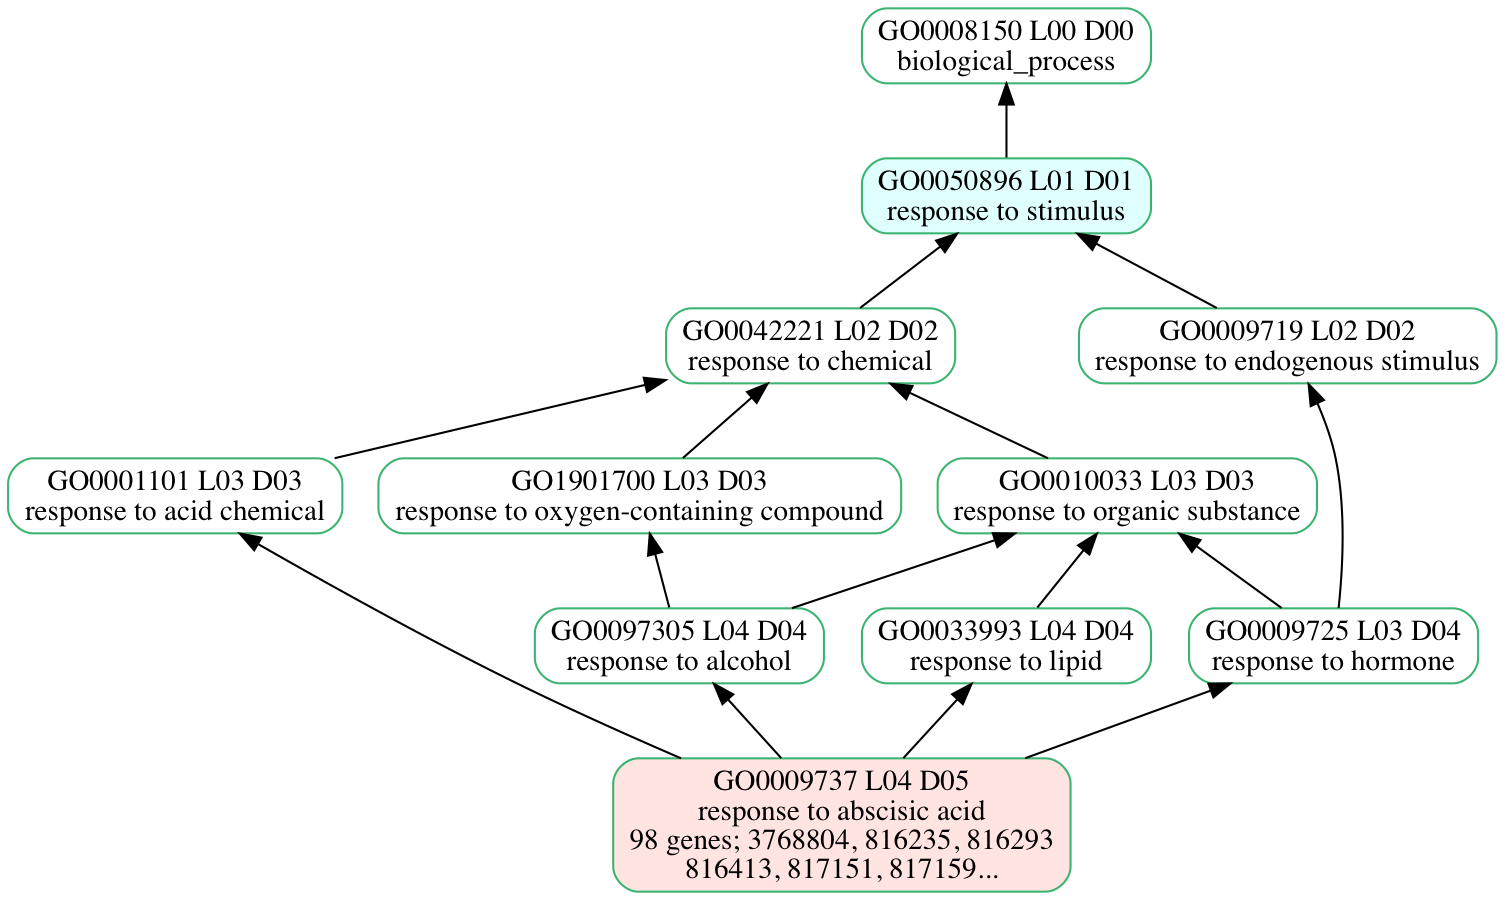 GO0008150 L00 D00
biological_process
GO0050896 L01 D01
response to stimulus
GO0042221 L02 D02
response to chemical
GO0009719 L02 D02
response to endogenous stimulus
GO0001101 L03 D03
response to acid chemical
GO1901700 L03 D03
response to oxygen-containing compound
GO0010033 L03 D03
response to organic substance
GO0097305 L04 D04
response to alcohol
GO0033993 L04 D04
response to lipid
GO0009725 L03 D04
response to hormone
GO0009737 L04 D05
response to abscisic acid
98 genes; 3768804, 816235, 816293
816413, 817151, 817159...